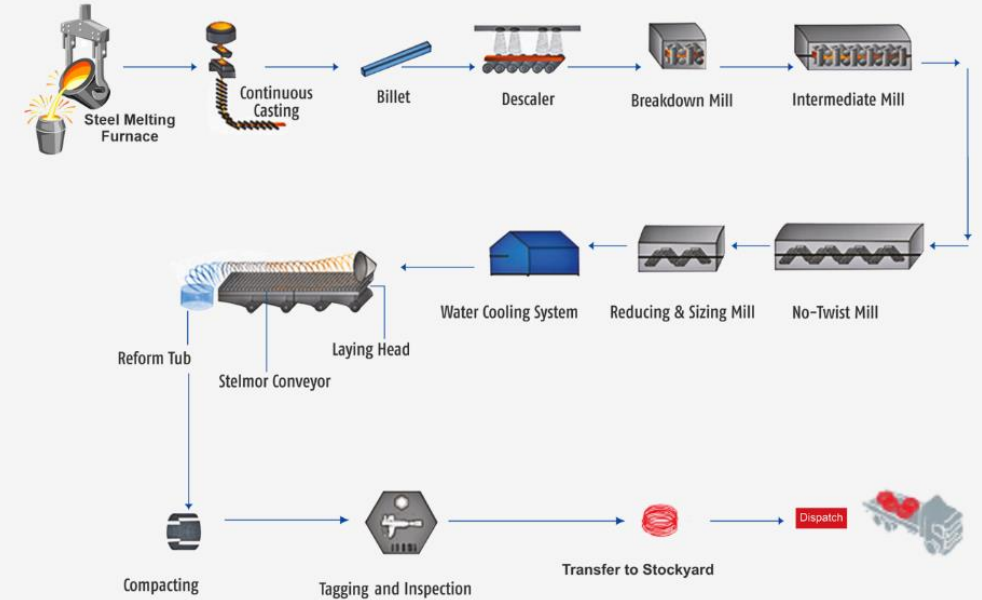 Steel Melting
Furnace
Continuous
Casting
Billet
Descaler
Breakdown Mill
Intermediate Mill
Water Cooling System
Reducing & Sizing Mill
No-Twist Mill
Laying Head
Reform Tub
Stelmor Conveyor
Compacting
Tagging and Inspection
Transfer to Stockyard
Dispatch